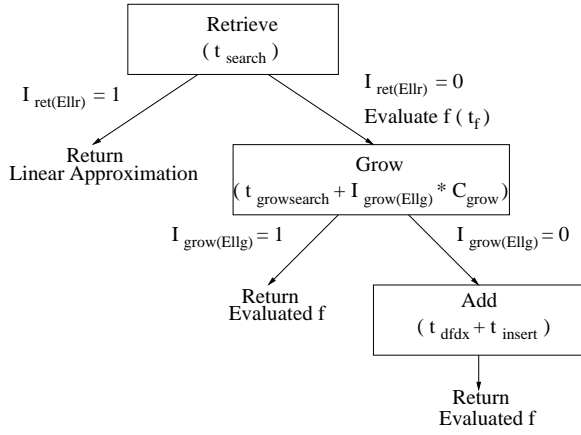 Retrieve
( t search )
I ret(Ellr) = 1
I ret(Ellr) = 0
Evaluate f ( t f )
Return
Linear Approximation
Grow
( t growsearch + I grow(Ellg) * C grow )
I grow(Ellg) = 1
I grow(Ellg) = 0
Return
Evaluated f
Add
( t dfdx + t insert )
Return
Evaluated f